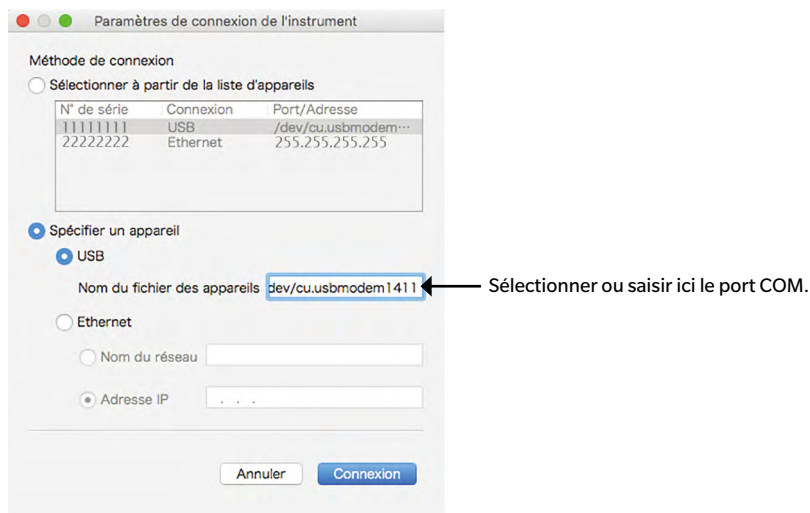 Paramètres de connexion de l'instrument
Méthode de connexion
Sélectionner à partir de la liste d'appareils
N° de série Connexion Port/Adresse
11111111 USB /dev/cu.usbmodem…
22222222 Ethernet 255.255.255.255
Spécifier un appareil
USB
Nom du fichier des appareils dev/cu.usbmodem1411
Sélectionner ou saisir ici le port COM.
Ethernet
Nom du réseau
Adresse IP . . .
Annuler Connexion